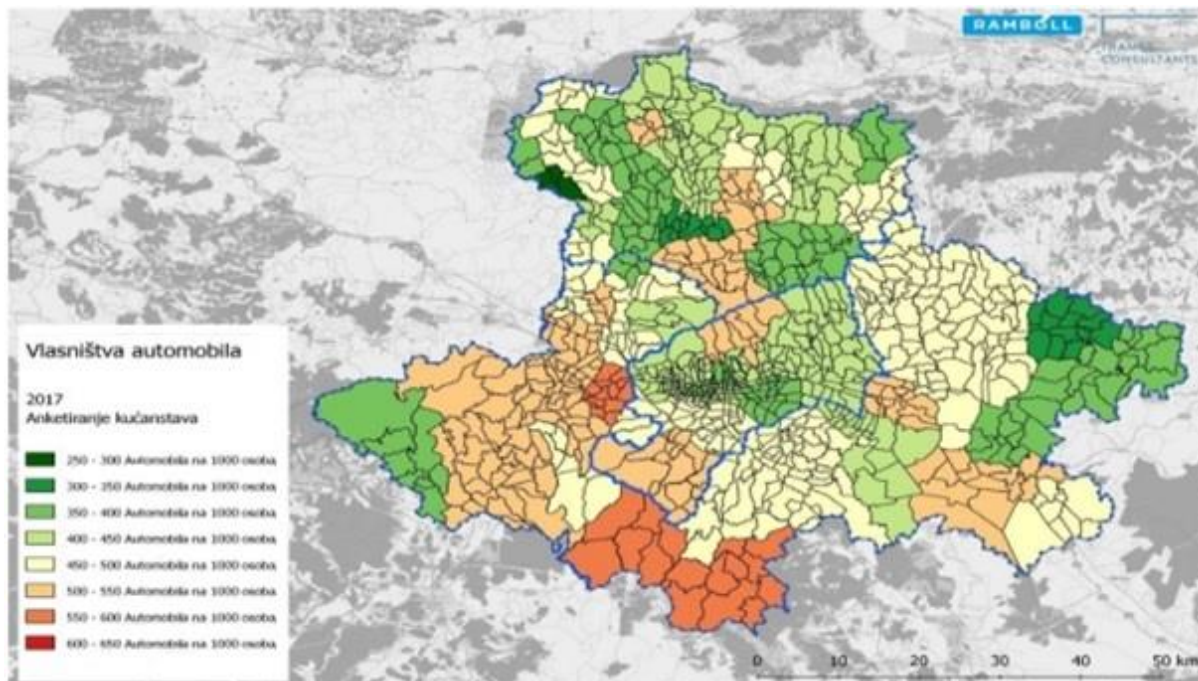 RAMBOLL
CONSULTANTS
Vlasništva automobila
2017
Anketiranje kućanstava
250 - 300 Automobila na 1000 osoba
300 - 350 Automobila na 1000 osoba
350 - 400 Automobila na 1000 osoba
400 - 450 Automobila na 1000 osoba
450 - 500 Automobila na 1000 osoba
500 - 550 Automobila na 1000 osoba
550 - 600 Automobila na 1000 osoba
600 - 650 Automobila na 1000 osoba
0 10 20 30 40 50 km